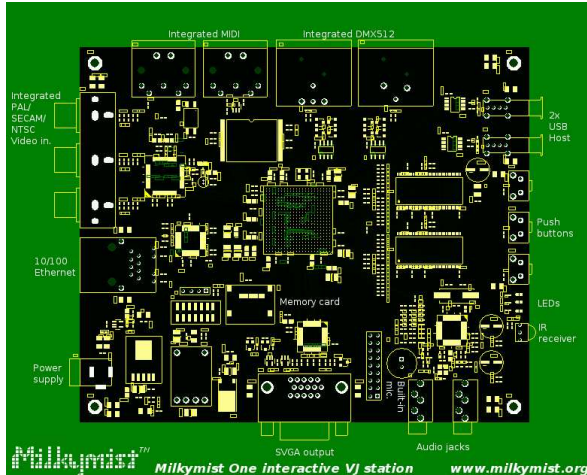 Integrated MIDI
Integrated DMX512
Integrated
PAL/
SECAM/
NTSC
Video in.
2x
USB
Host
Push
buttons
10/100
Ethernet
Memory card
LEDs
IR
receiver
Power
supply
Built-in
mic.
SVGA output
Audio jacks
Milkymist™
Milkymist One interactive VJ station
www.milkymist.org